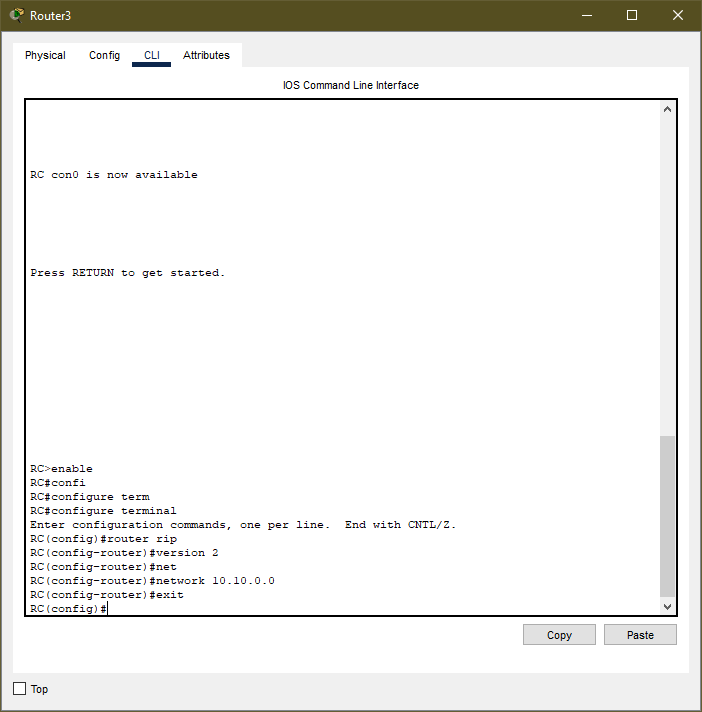 Router3
Physical Config CLI Attributes
IOS Command Line Interface
RC con0 is now available
Press RETURN to get started.
RC>enable
RC#confi
RC#configure term
RC#configure terminal
Enter configuration commands, one per line.  End with CNTL/Z.
RC(config)#router rip
RC(config-router)#version 2
RC(config-router)#net
RC(config-router)#network 10.10.0.0
RC(config-router)#exit
RC(config)#
Copy Paste
Top